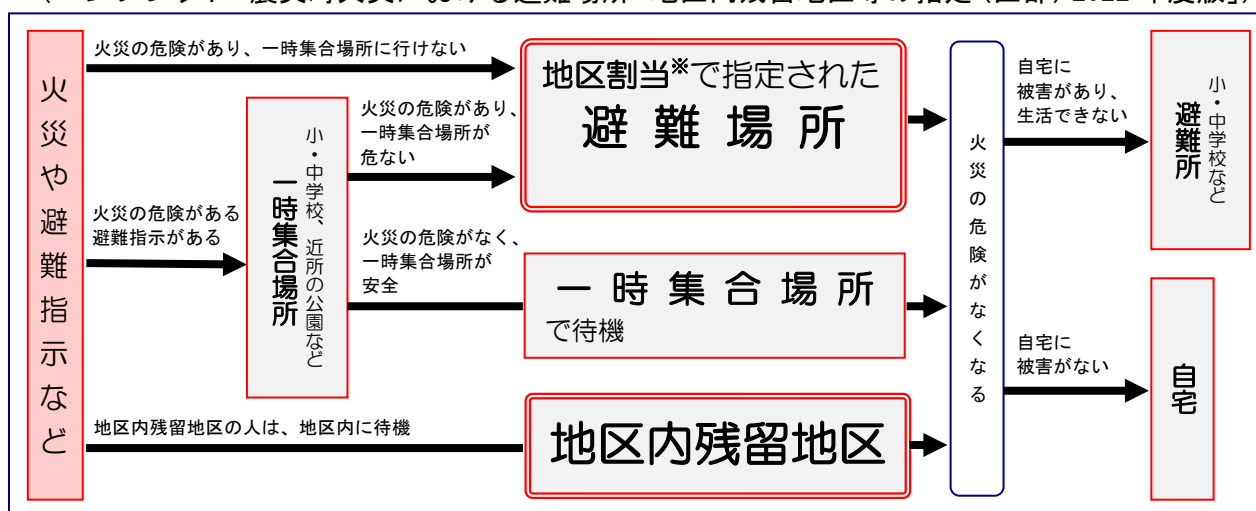 火災や避難指示など
火災の危険があり、一時集合場所に行けない
火災の危険がある
避難指示がある
地区内残留地区の人は、地区内に待機
小・中学校、近所の公園など
一時集合場所
火災の危険があり、
一時集合場所が
危ない
火災の危険がなく、
一時集合場所が
安全
地区割当※で指定された
避難場所
一時集合場所
で待機
地区内残留地区
火災の危険がなくなる
自宅に
被害があり、
生活できない
自宅に
被害がない
小・中学校など
避難所
自宅